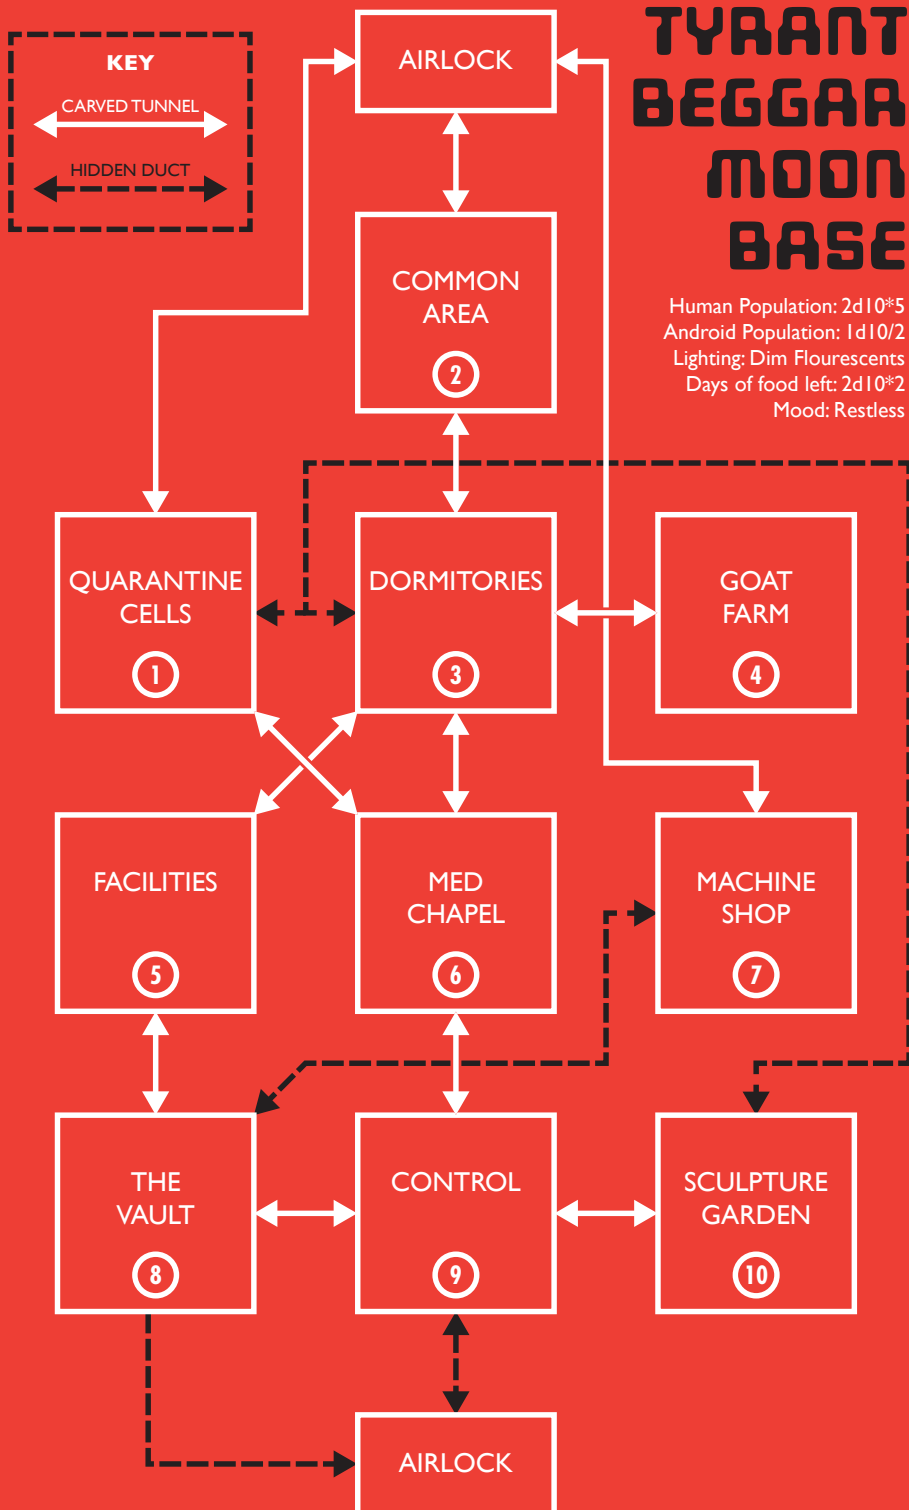 TYRANT
BEGGAR
MOON
BASE
KEY
CARVED TUNNEL
HIDDEN DUCT
Human Population: 2d10*5
Android Population: 1d10/2
Lighting: Dim Flourescents
Days of food left: 2d10*2
Mood: Restless
AIRLOCK
COMMON
AREA
2
QUARANTINE
CELLS
1
DORMITORIES
3
GOAT
FARM
4
FACILITIES
5
MED
CHAPEL
6
MACHINE
SHOP
7
THE
VAULT
8
CONTROL
9
SCULPTURE
GARDEN
10
AIRLOCK